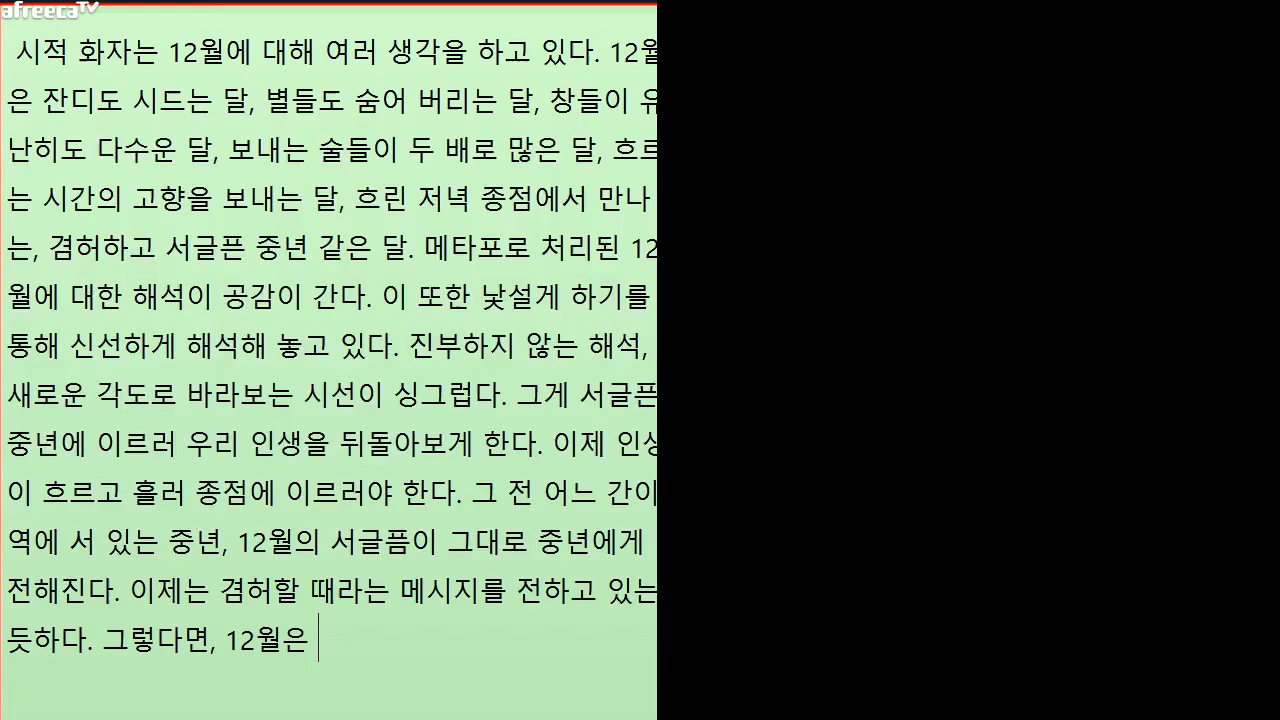 afreecaTV
시적 화자는 12월에 대해 여러 생각을 하고 있다. 12월
은 잔디도 시드는 달, 별들도 숨어 버리는 달, 창들이 유
난히도 다수운 달, 보내는 술들이 두 배로 많은 달, 흐르
는 시간의 고향을 보내는 달, 흐린 저녁 종점에서 만나
는, 겸허하고 서글픈 중년 같은 달. 메타포로 처리된 12
월에 대한 해석이 공감이 간다. 이 또한 낯설게 하기를
통해 신선하게 해석해 놓고 있다. 진부하지 않는 해석,
새로운 각도로 바라보는 시선이 싱그럽다. 그게 서글픈
중년에 이르러 우리 인생을 뒤돌아보게 한다. 이제 인생
이 흐르고 흘러 종점에 이르러야 한다. 그 전 어느 간이
역에 서 있는 중년, 12월의 서글픔이 그대로 중년에게
전해진다. 이제는 겸허할 때라는 메시지를 전하고 있는
듯하다. 그렇다면, 12월은